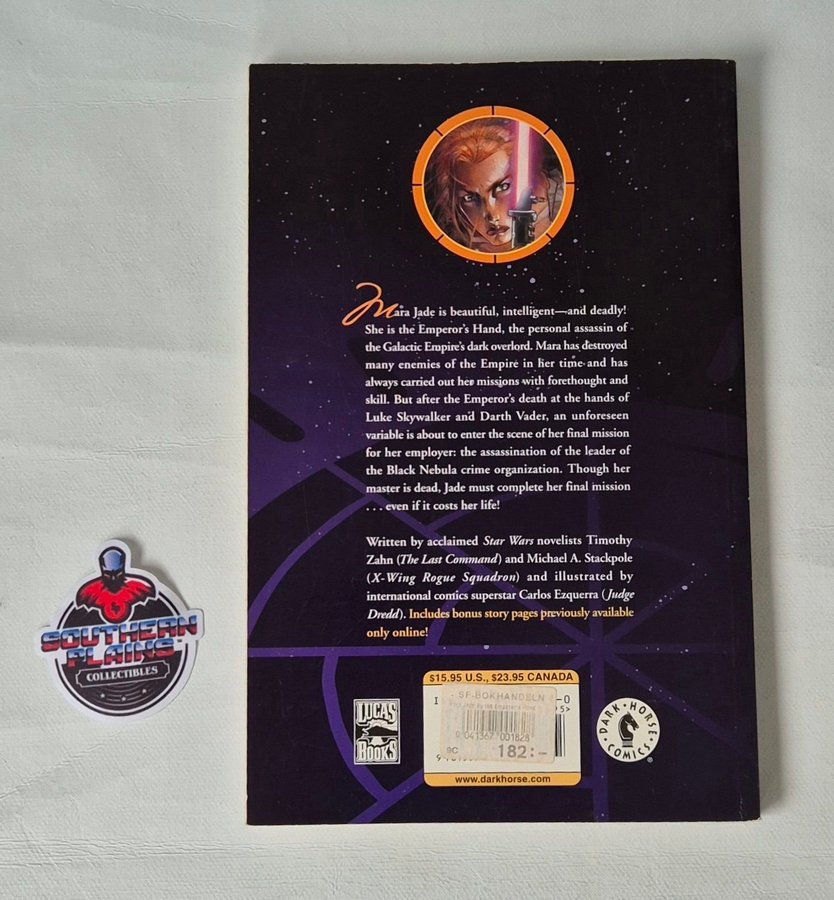 Mara Jade is beautiful, intelligent—and deadly!
She is the Emperor's Hand, the personal assassin of
the Galactic Empire's dark overlord. Mara has destroyed
many enemies of the Empire in her time and has
always carried out her missions with forethought and
skill. But after the Emperor's death at the hands of
Luke Skywalker and Darth Vader, an unforeseen
variable is about to enter the scene of her final mission
for her employer: the assassination of the leader of
the Black Nebula crime organization. Though her
master is dead, Jade must complete her final mission
. . . even if it costs her life!
Written by acclaimed Star Wars novelists Timothy
Zahn (The Last Command) and Michael A. Stackpole
(X-Wing Rogue Squadron) and illustrated by
international comics superstar Carlos Ezquerra (Judge
Dredd). Includes bonus story pages previously available
only online!
SOUTHERN
PLAINS
COLLECTIBLES
$15.95 U.S., $23.95 CANADA
LUCAS
BOOKS
SF-BOKHANDELN
9 041367 001828
9C 182:-
www.darkhorse.com
DARK HORSE
COMICS